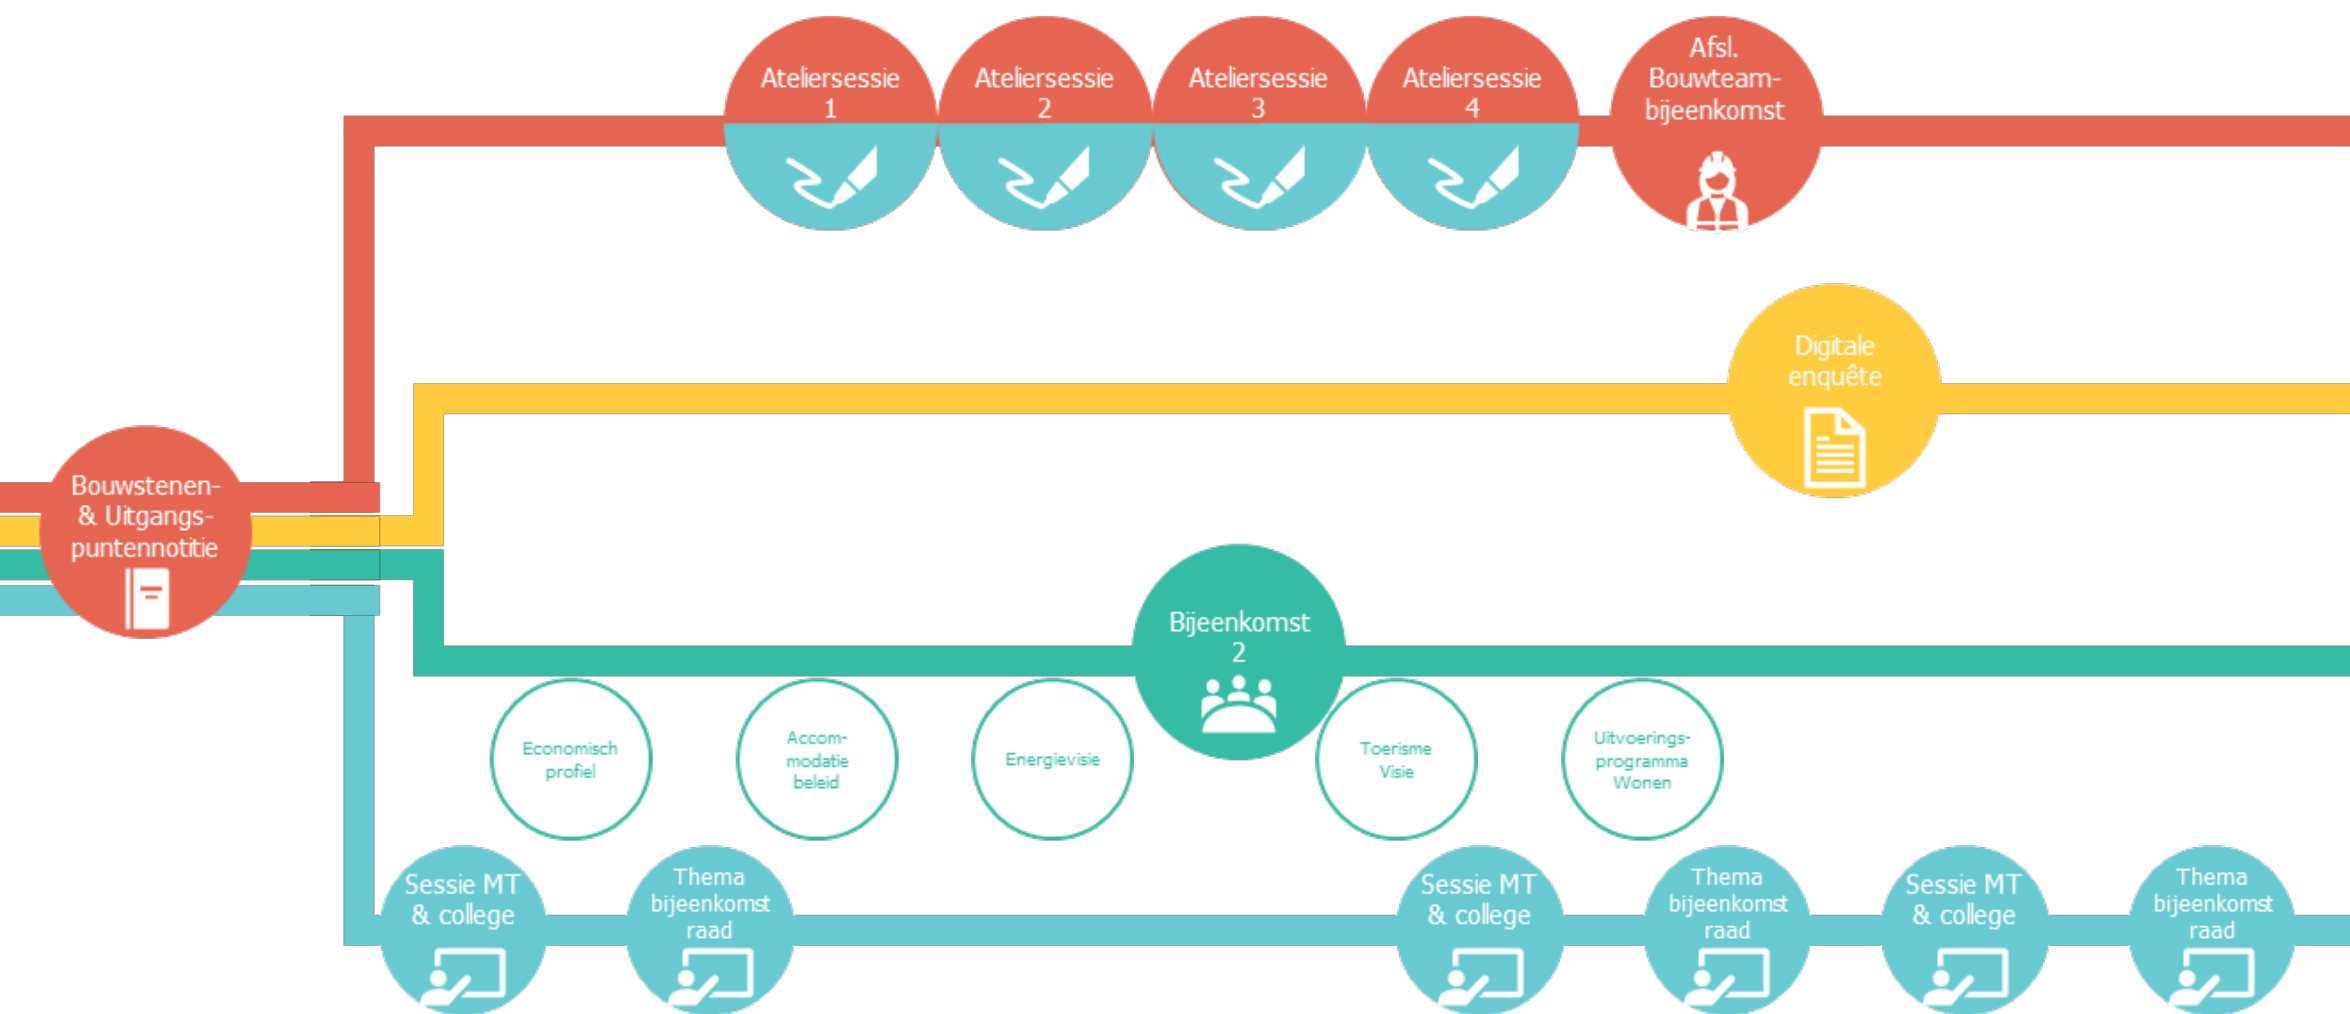 Ateliersessie
1
Ateliersessie
2
Ateliersessie
3
Ateliersessie
4
Afsl.
Bouwteam-
bijeenkomst
Digitale
enquête
Bouwstenen-
& Uitgangs-
puntennotitie
Bijeenkomst
2
Economisch
profiel
Accom-
modatie
beleid
Energievisie
Toerisme
Visie
Uitvoerings-
programma
Wonen
Sessie MT
& college
Thema
bijeenkomst
raad
Sessie MT
& college
Thema
bijeenkomst
raad
Sessie MT
& college
Thema
bijeenkomst
raad